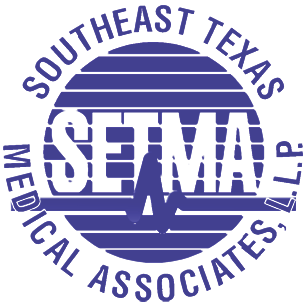 SOUTHEAST TEXAS
SETMA
MEDICAL ASSOCIATES, L.L.P.